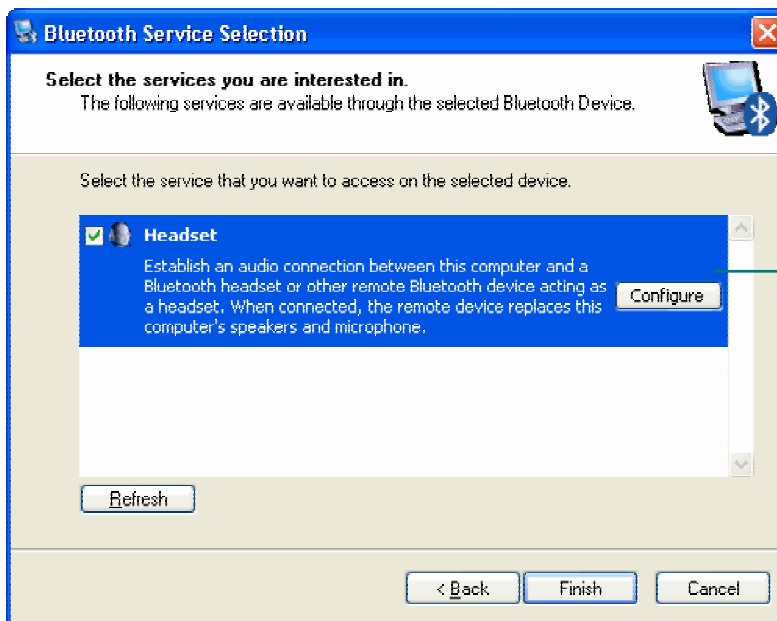 Bluetooth Service Selection
Select the services you are interested in.
The following services are available through the selected Bluetooth Device.
Select the service that you want to access on the selected device.
Headset
Establish an audio connection between this computer and a
Bluetooth headset or other remote Bluetooth device acting as
a headset. When connected, the remote device replaces this
computer's speakers and microphone.
Configure
Refresh
< Back
Finish
Cancel